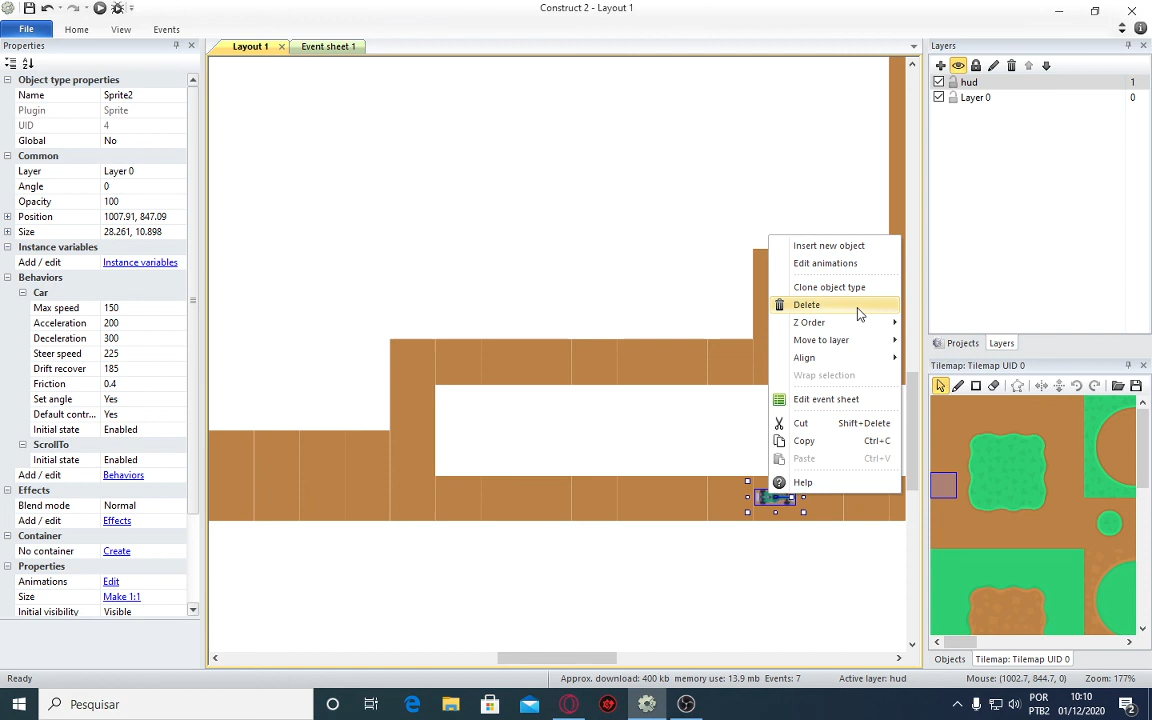 Construct 2 - Layout 1
File Home View Events
Properties
Layout 1 Event sheet 1
Layers
Object type properties
Name Sprite2
Plugin Sprite
UID 4
Global No
Common
Layer Layer 0
Angle 0
Opacity 100
Position 1007.91, 847.09
Size 28.261, 10.898
Instance variables
Add / edit Instance variables
Behaviors
Car
Max speed 150
Acceleration 200
Deceleration 300
Steer speed 225
Drift recover 185
Friction 0.4
Set angle Yes
Default contr... Yes
Initial state Enabled
ScrollTo
Initial state Enabled
Add / edit Behaviors
Effects
Blend mode Normal
Add / edit Effects
Container
No container Create
Properties
Animations Edit
Size Make 1:1
Initial visibility Visible
Insert new object
Edit animations
Clone object type
Delete
Z Order
Move to layer
Align
Wrap selection
Edit event sheet
Cut Shift+Delete
Copy Ctrl+C
Paste Ctrl+V
Help
hud 1
Layer 0 0
Projects Layers
Tilemap: Tilemap UID 0
Objects Tilemap: Tilemap UID 0
Ready
Approx. download: 400 kb memory use: 13.9 mb Events: 7
Active layer: hud
Mouse: (1002.7, 844.7, 0)
Zoom: 177%
Pesquisar
POR
PTB2
10:10
01/12/2020
2